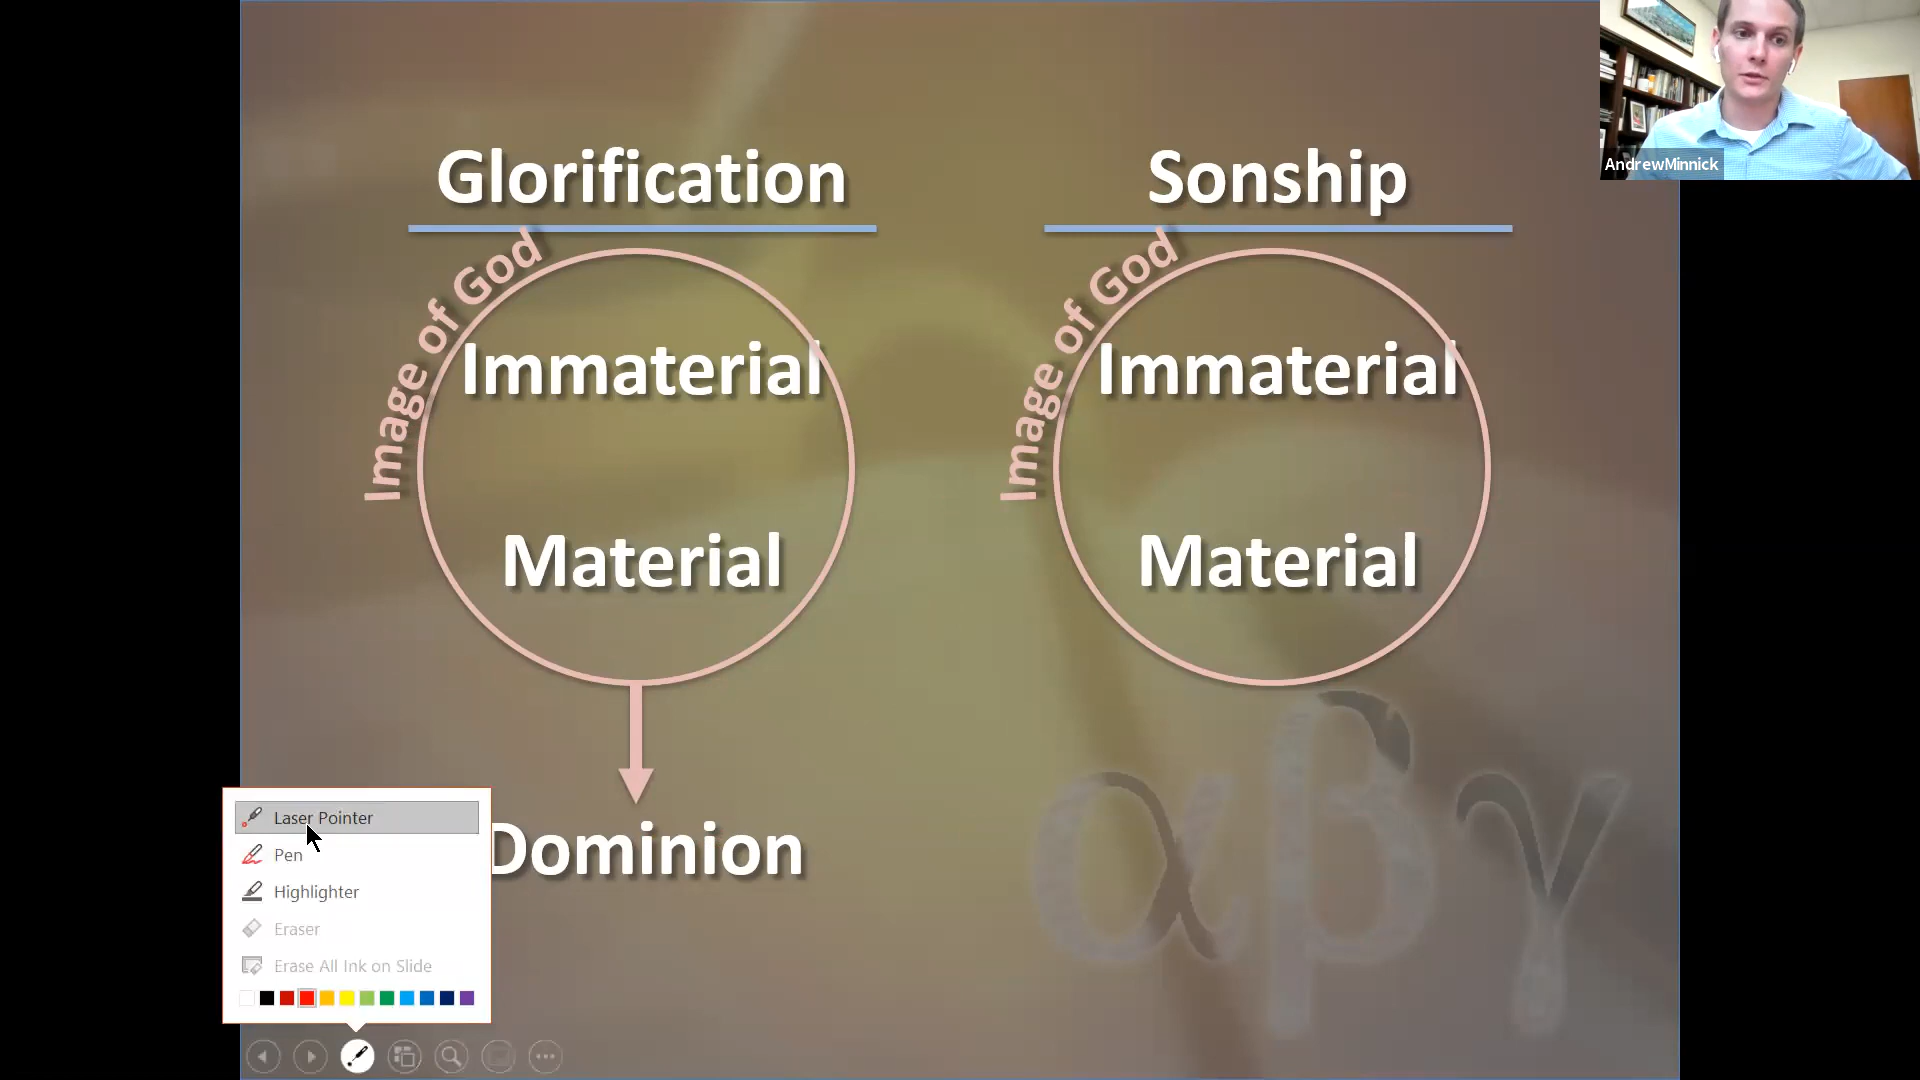 Glorification
Sonship
Image of God
Image of God
Immaterial
Immaterial
Material
Material
Dominion
αβγ
AndrewMinnick
Laser Pointer
Pen
Highlighter
Eraser
Erase All Ink on Slide